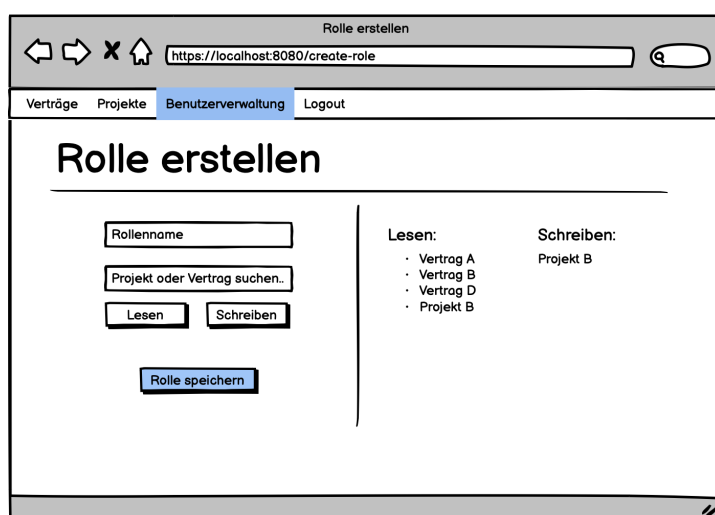 Rolle erstellen
https://localhost:8080/create-role
Verträge Projekte Benutzerverwaltung Logout
Rolle erstellen
Rollenname
Projekt oder Vertrag suchen..
Lesen Schreiben
Rolle speichern
Lesen:
· Vertrag A
· Vertrag B
· Vertrag D
· Projekt B
Schreiben:
Projekt B